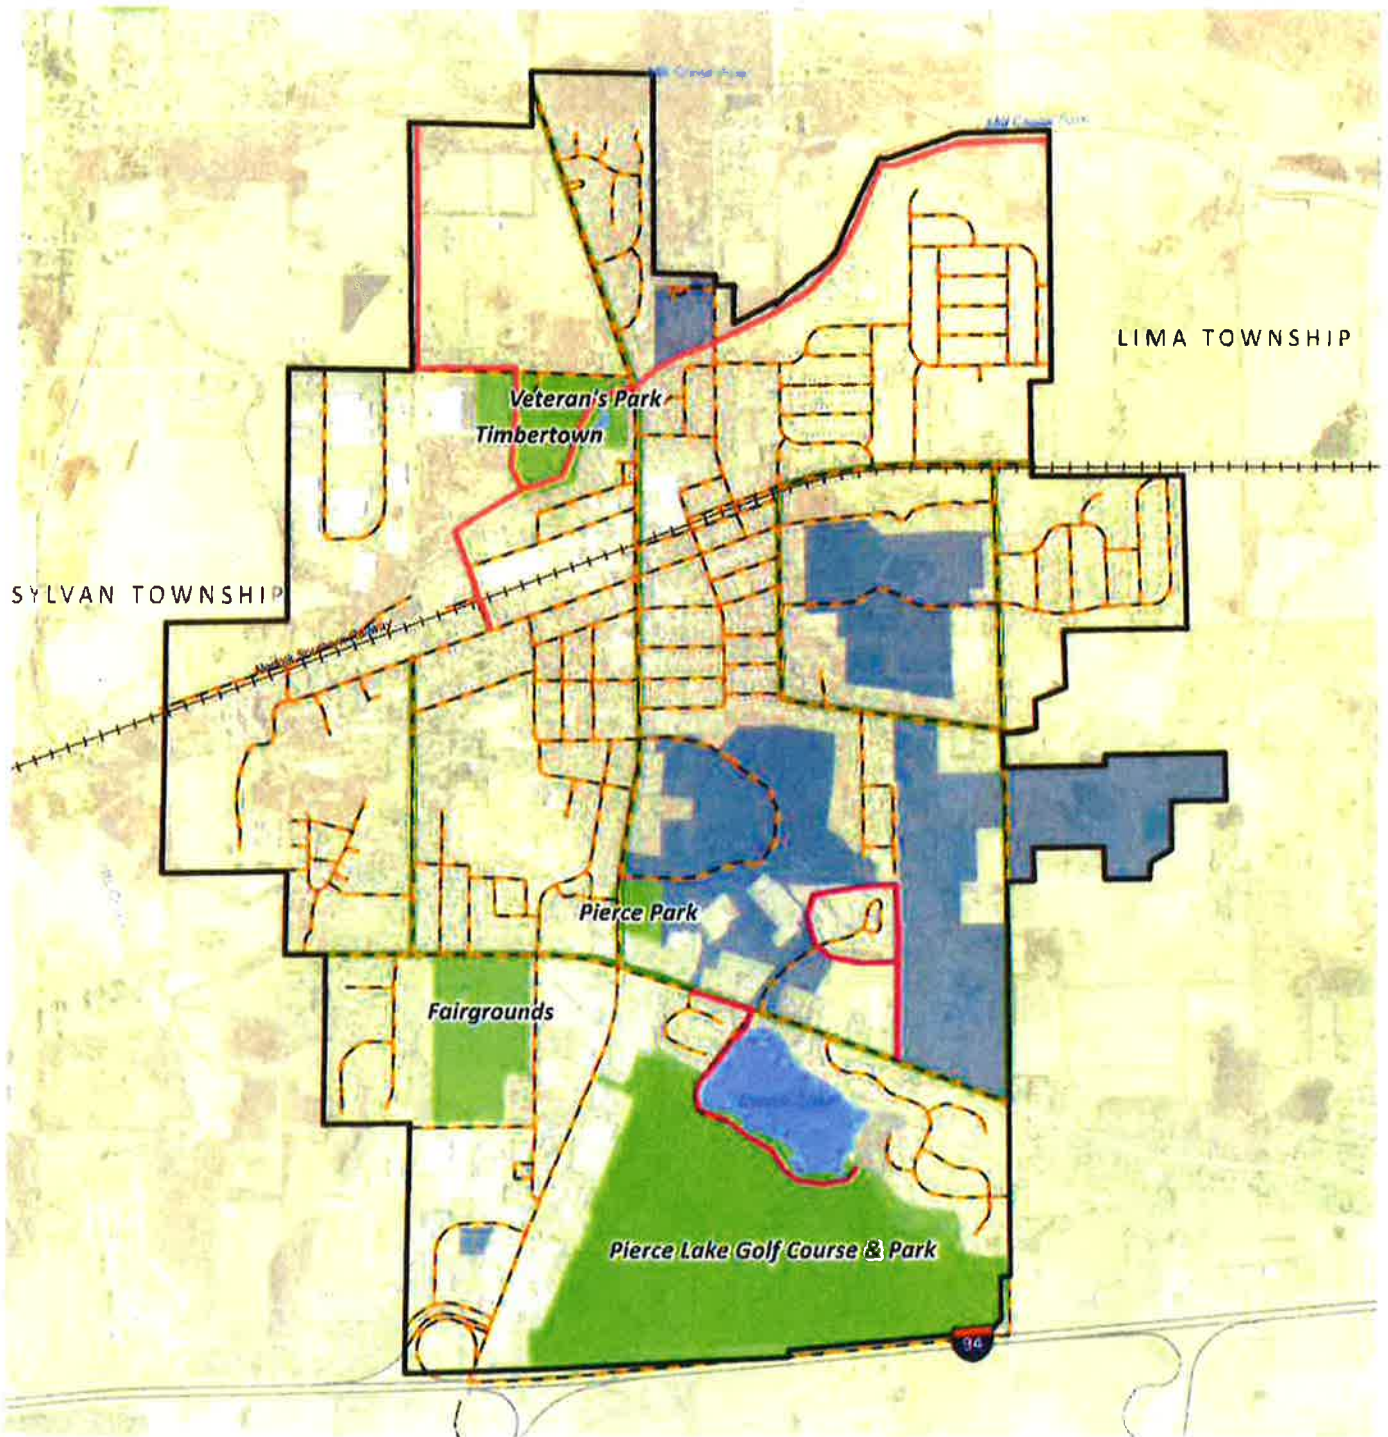 LIMA TOWNSHIP
Veteran's Park
Timbertown
SYLVAN TOWNSHIP
Pierce Park
Fairgrounds
Pierce Lake Golf Course & Park
94